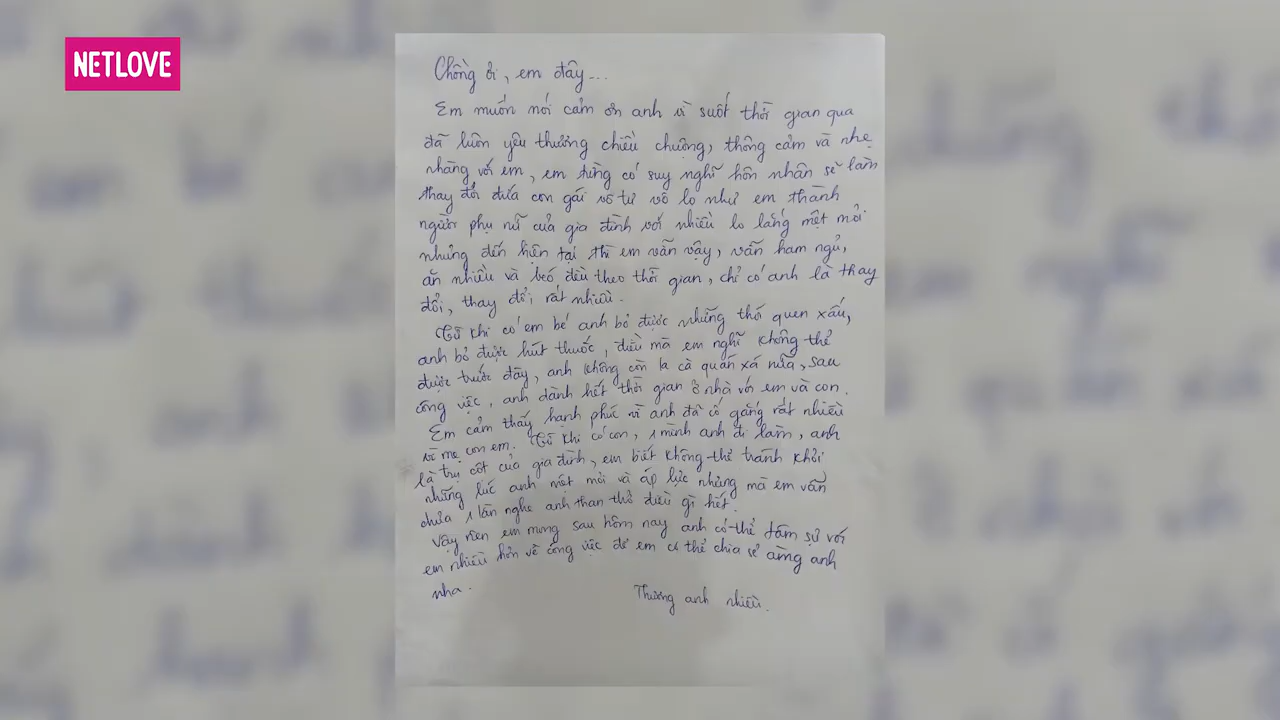 NETLOVE
Chồng ơi, em đây...
Em muốn nói cảm ơn anh vì suốt thời gian qua
đã luôn yêu thương chiều chuộng, thông cảm và nhẹ
nhàng với em, em từng có suy nghĩ hôn nhân sẽ làm
thay đổi đứa con gái vô tư vô lo như em thành
người phụ nữ của gia đình với nhiều lo lắng mệt mỏi
nhưng đến hiện tại thì em vẫn vậy, vẫn ham ngủ,
ăn nhiều và béo đều theo thời gian, chỉ có anh là thay
đổi, thay đổi rất nhiều.
Từ khi có em bé anh bỏ được những thói quen xấu,
anh bỏ được hút thuốc, điều mà em nghĩ không thể
được trước đây, anh không còn la cà quán xá nữa, sau
công việc, anh dành hết thời gian ở nhà với em và con.
Em cảm thấy hạnh phúc vì anh đã cố gắng rất nhiều
vì mẹ con em. Từ khi có con, 1 mình anh đi làm, anh
là trụ cột của gia đình, em biết không thể tránh khỏi
những lúc anh mệt mỏi và áp lực nhưng mà em vẫn
chưa 1 lần nghe anh than thở điều gì hết.
Vậy nên em mong sau hôm nay anh có thể tâm sự với
em nhiều hơn về công việc để em có thể chia sẻ cùng anh
nha.
Thương anh nhiều.